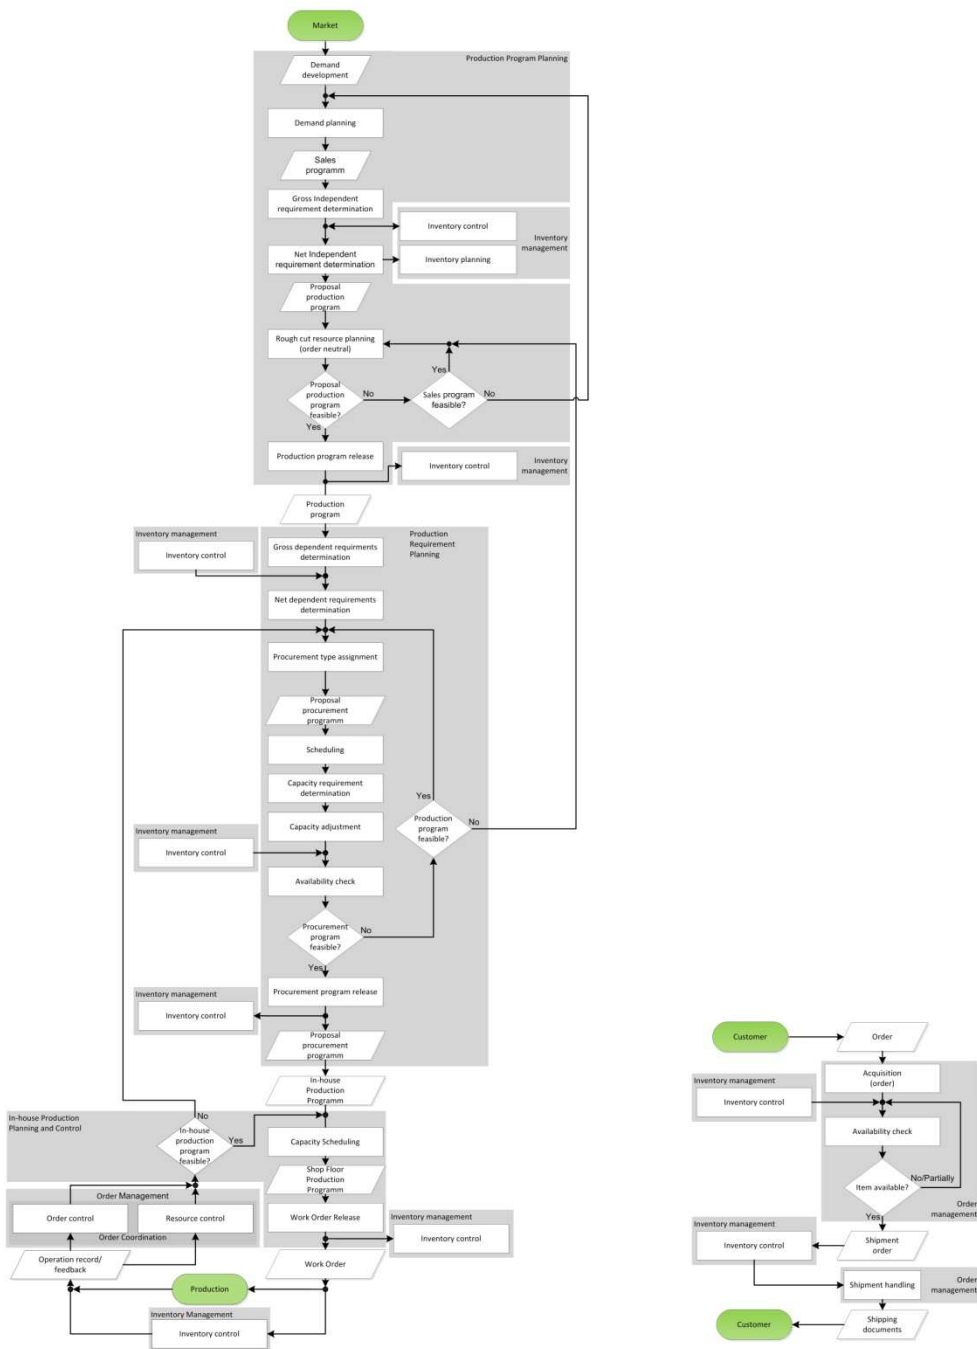 Market
Production Program Planning
Demand
development
Demand planning
Sales
programm
Gross Independent
requirement determination
Inventory control
Inventory
management
Net Independent
requirement determination
Inventory planning
Proposal
production
program
Rough cut resource planning
(order neutral)
Yes
Proposal
production
program
feasible?
No
Sales program
feasible?
No
Yes
Production program release
Inventory control
Inventory
management
Production
program
Inventory management
Inventory control
Production
Requirement
Planning
Gross dependent requirments
determination
Net dependent requirements
determination
Procurement type assignment
Proposal
procurement
programm
Scheduling
Capacity requirement
determination
Yes
Production
program
feasible?
No
Capacity adjustment
Inventory management
Inventory control
Availability check
Procurement
program
feasible?
No
Yes
Procurement program release
Inventory management
Inventory control
Proposal
procurement
programm
In-house
Production
Programm
In-house Production
Planning and Control
No
In-house
production
program
feasible?
Yes
Capacity Scheduling
Shop Floor
Production
Programm
Order Management
Order control
Resource control
Order Coordination
Work Order Release
Inventory management
Inventory control
Operation record/
feedback
Work Order
Production
Inventory Management
Inventory control
Customer
Order
Acquisition
(order)
Inventory management
Inventory control
Availability check
No/Partially
Item available?
Order
management
Yes
Inventory management
Inventory control
Shipment
order
Shipment handling
Order
management
Customer
Shipping
documents